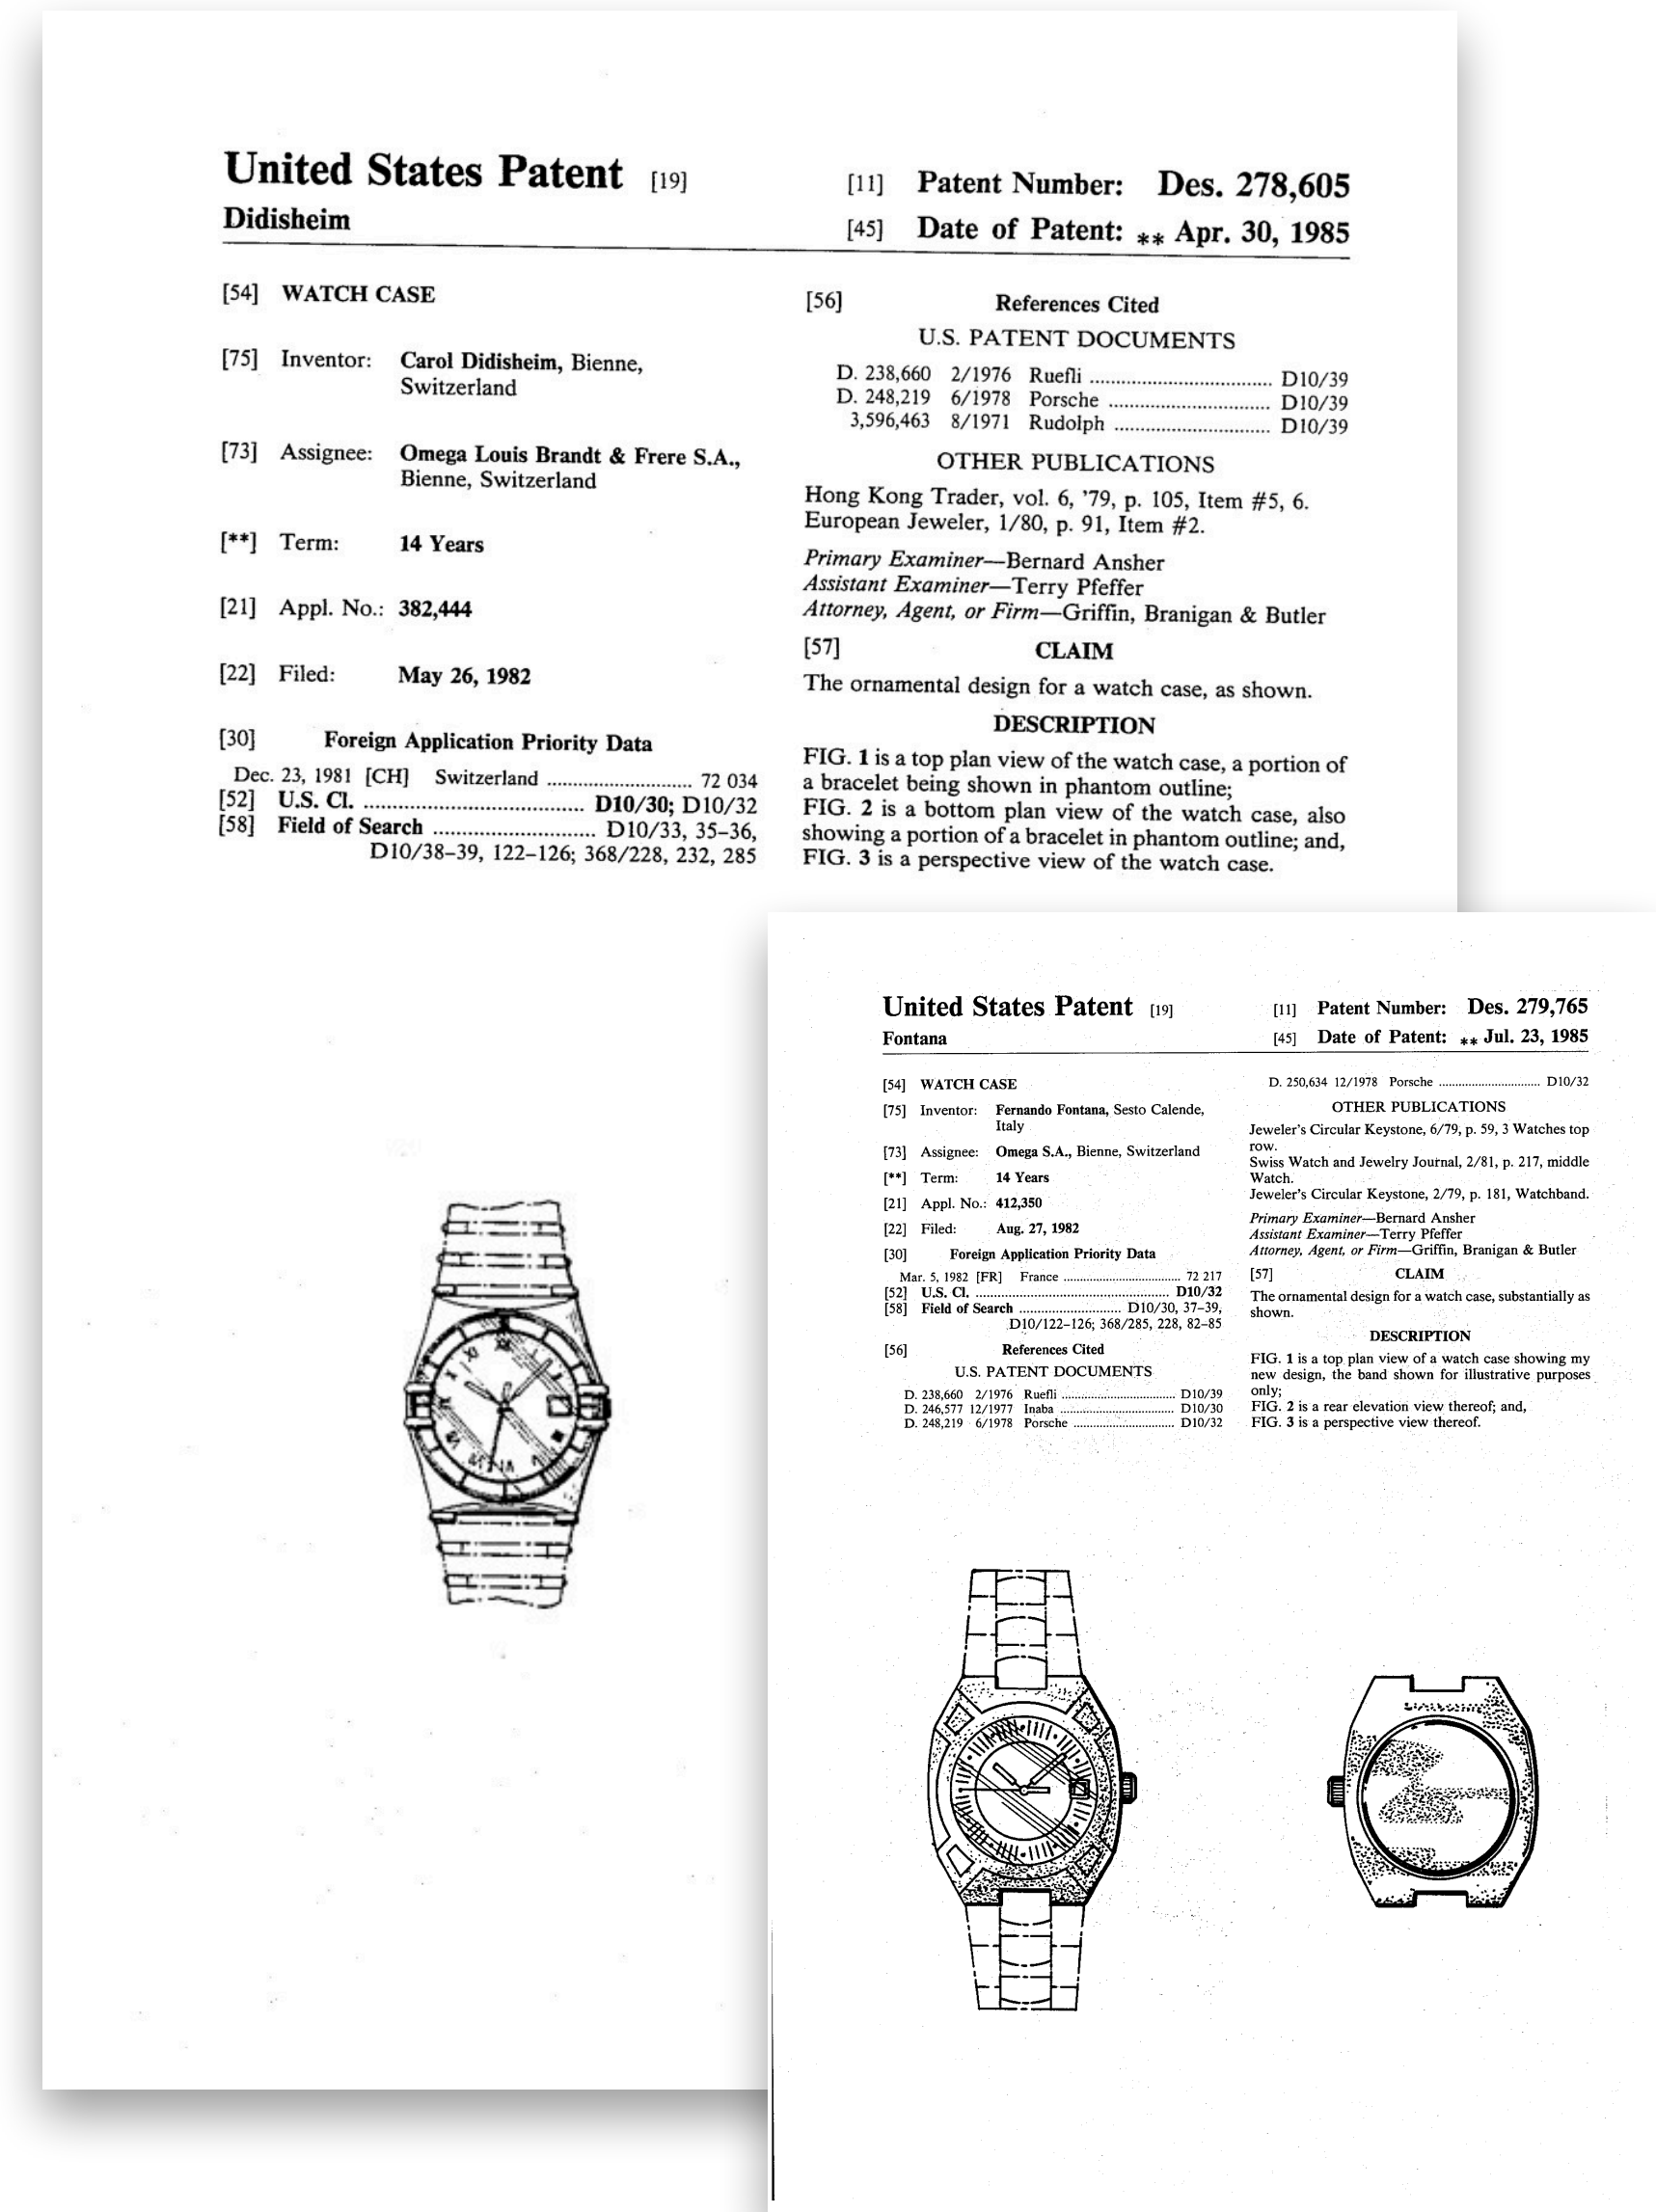 United States Patent [19]
Didisheim
[11] Patent Number: Des. 278,605
[45] Date of Patent: ** Apr. 30, 1985
[54] WATCH CASE
[75] Inventor: Carol Didisheim, Bienne,
Switzerland
[73] Assignee: Omega Louis Brandt & Frere S.A.,
Bienne, Switzerland
[**] Term: 14 Years
[21] Appl. No.: 382,444
[22] Filed: May 26, 1982
[30] Foreign Application Priority Data
Dec. 23, 1981 [CH] Switzerland .......................... 72 034
[52] U.S. Cl. ...................................... D10/30; D10/32
[58] Field of Search ............................ D10/33, 35-36,
D10/38-39, 122-126; 368/228, 232, 285
[56] References Cited
U.S. PATENT DOCUMENTS
D. 238,660 2/1976 Ruefli ................................ D10/39
D. 248,219 6/1978 Porsche ............................ D10/39
3,596,463 8/1971 Rudolph ........................... D10/39
OTHER PUBLICATIONS
Hong Kong Trader, vol. 6, '79, p. 105, Item #5, 6.
European Jeweler, 1/80, p. 91, Item #2.
Primary Examiner—Bernard Ansher
Assistant Examiner—Terry Pfeffer
Attorney, Agent, or Firm—Griffin, Branigan & Butler
[57] CLAIM
The ornamental design for a watch case, as shown.
DESCRIPTION
FIG. 1 is a top plan view of the watch case, a portion of
a bracelet being shown in phantom outline;
FIG. 2 is a bottom plan view of the watch case, also
showing a portion of a bracelet in phantom outline; and,
FIG. 3 is a perspective view of the watch case.
United States Patent [19]
Fontana
[11] Patent Number: Des. 279,765
[45] Date of Patent: ** Jul. 23, 1985
[54] WATCH CASE
[75] Inventor: Fernando Fontana, Sesto Calende,
Italy
[73] Assignee: Omega S.A., Bienne, Switzerland
[**] Term: 14 Years
[21] Appl. No.: 412,350
[22] Filed: Aug. 27, 1982
[30] Foreign Application Priority Data
Mar. 5, 1982 [FR] France .................................... 72 217
[52] U.S. Cl. ........................................................... D10/32
[58] Field of Search ............................... D10/30, 37-39,
D10/122-126; 368/285, 228, 82-85
[56] References Cited
U.S. PATENT DOCUMENTS
D. 238,660 2/1976 Ruefli ................................... D10/39
D. 246,577 12/1977 Inaba ................................... D10/30
D. 248,219 6/1978 Porsche ............................... D10/32
D. 250,634 12/1978 Porsche ............................... D10/32
OTHER PUBLICATIONS
Jeweler's Circular Keystone, 6/79, p. 59, 3 Watches top
row.
Swiss Watch and Jewelry Journal, 2/81, p. 217, middle
Watch.
Jeweler's Circular Keystone, 2/79, p. 181, Watchband.
Primary Examiner—Bernard Ansher
Assistant Examiner—Terry Pfeffer
Attorney, Agent, or Firm—Griffin, Branigan & Butler
[57] CLAIM
The ornamental design for a watch case, substantially as
shown.
DESCRIPTION
FIG. 1 is a top plan view of a watch case showing my
new design, the band shown for illustrative purposes
only;
FIG. 2 is a rear elevation view thereof; and,
FIG. 3 is a perspective view thereof.